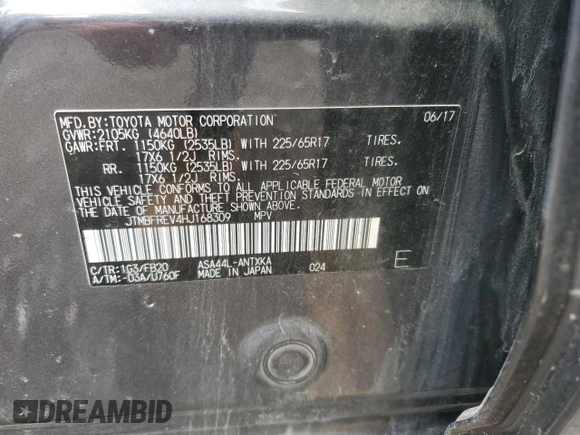 MFD.BY:TOYOTA MOTOR CORPORATION 06/17
GVWR:2105KG (4640LB)
GAWR:FRT. 1150KG (2535LB) WITH 225/65R17 TIRES.
17X6 1/2J RIMS.
RR. 1150KG (2535LB) WITH 225/65R17 TIRES.
17X6 1/2J RIMS.
THIS VEHICLE CONFORMS TO ALL APPLICABLE FEDERAL MOTOR
VEHICLE SAFETY AND THEFT PREVENTION STANDARDS IN EFFECT ON
THE DATE OF MANUFACTURE SHOWN ABOVE.
JTMBFREV4HJ168309 MPV
C/TR:1G3/FB20 ASA44L-ANTXKA
A/TM:-03A/U760F MADE IN JAPAN 024 E
DREAMBID